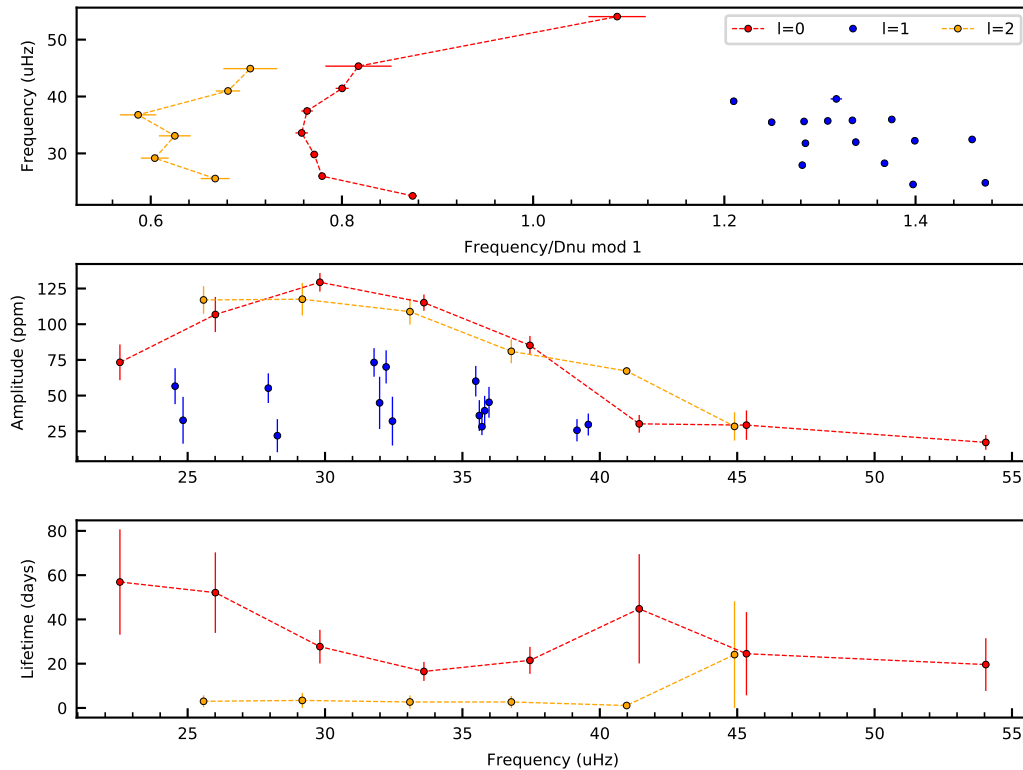 50
40
30
Frequency (uHz)
l=0 l=1 l=2
0.6 0.8 1.0 1.2 1.4
Frequency/Dnu mod 1
125
100
75
50
25
Amplitude (ppm)
25 30 35 40 45 50 55
80
60
40
20
0
Lifetime (days)
25 30 35 40 45 50 55
Frequency (uHz)